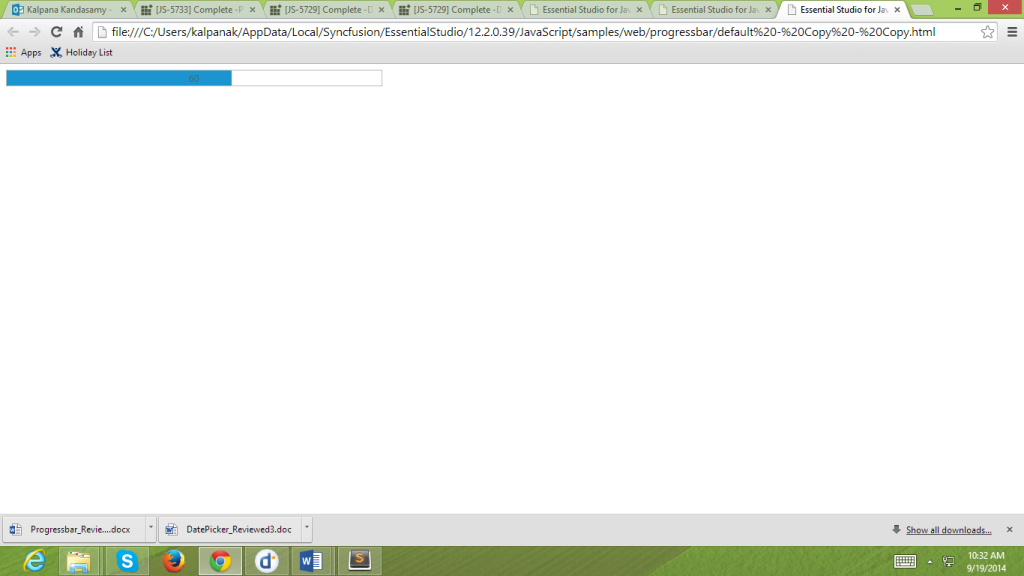 Kalpana Kandasamy - [JS-5733] Complete - P [JS-5729] Complete - D [JS-5729] Complete - D Essential Studio for Jav Essential Studio for Jav Essential Studio for Jav
file:///C:/Users/kalpanak/AppData/Local/Syncfusion/EssentialStudio/12.2.0.39/JavaScript/samples/web/progressbar/default%20-%20Copy%20-%20Copy.html
Apps Holiday List
60
Progressbar_Revie....docx DatePicker_Reviewed3.doc Show all downloads...
10:32 AM
9/19/2014